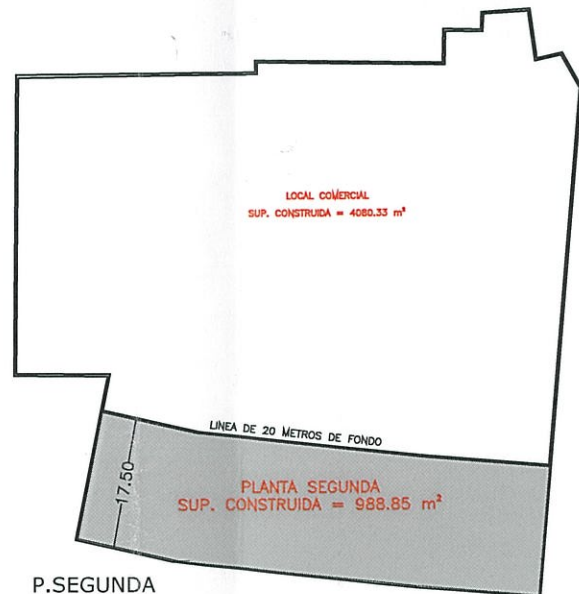 LOCAL COMERCIAL
SUP. CONSTRUIDA = 4080.33 m²
LINEA DE 20 METROS DE FONDO
17.50
PLANTA SEGUNDA
SUP. CONSTRUIDA = 988.85 m²
P.SEGUNDA